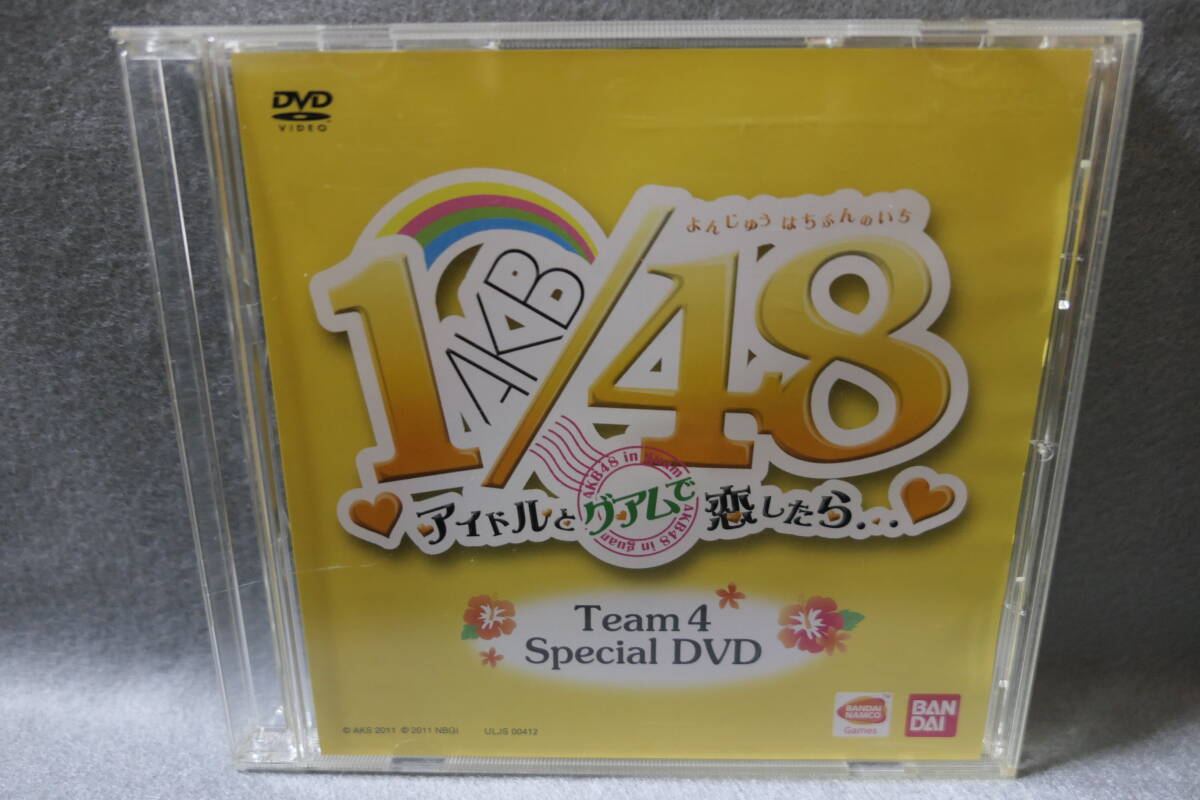 DVD
VIDEO
よんじゅう はちぶんのいち
AKB
1/48
AKB48 in guam
アイドルとグアムで恋したら...
AKB48 in guam
Team 4
Special DVD
BANDAI
NAMCO
Games
BAN
DAI
© AKS 2011 © 2011 NBGI ULJS 00412